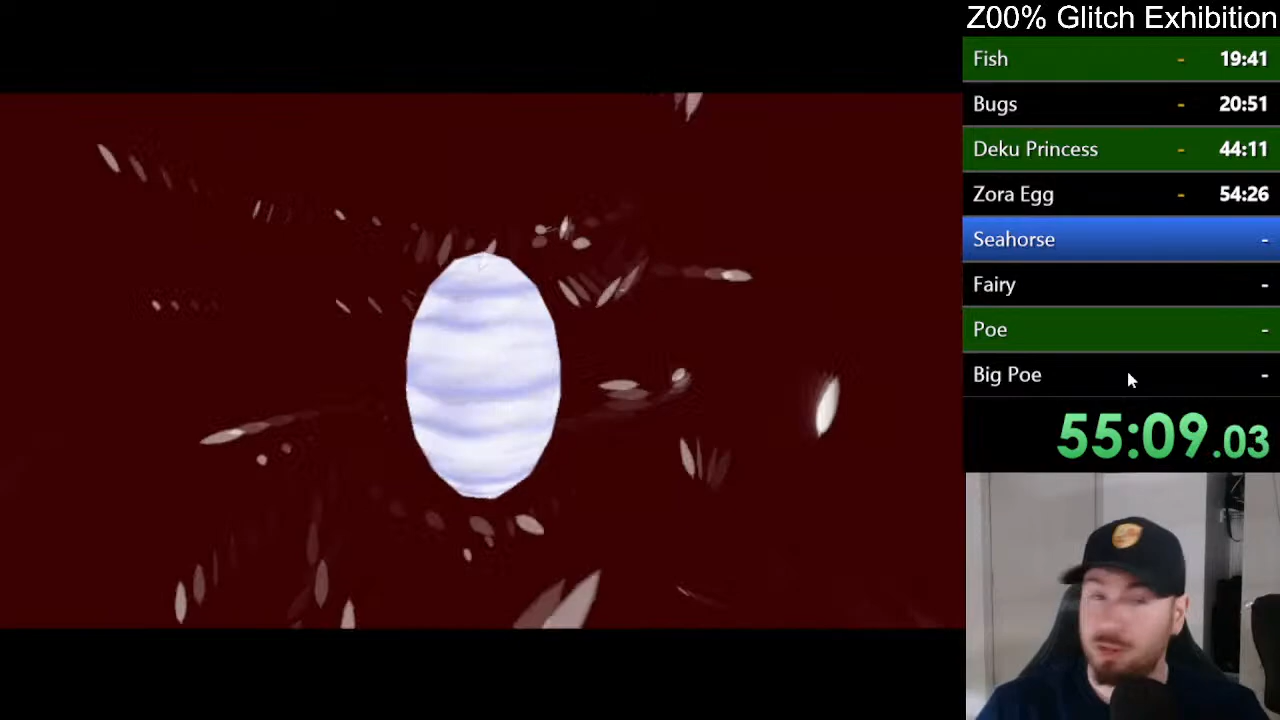 Z00% Glitch Exhibition
Fish - 19:41
Bugs - 20:51
Deku Princess - 44:11
Zora Egg - 54:26
Seahorse -
Fairy -
Poe -
Big Poe -
55:09.03